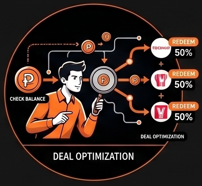 REDEEM
50%
REDEEM
50%
REDEEM
50%
CHECK BALANCE
DEAL OPTIMIZATION
DEAL OPTIMIZATION